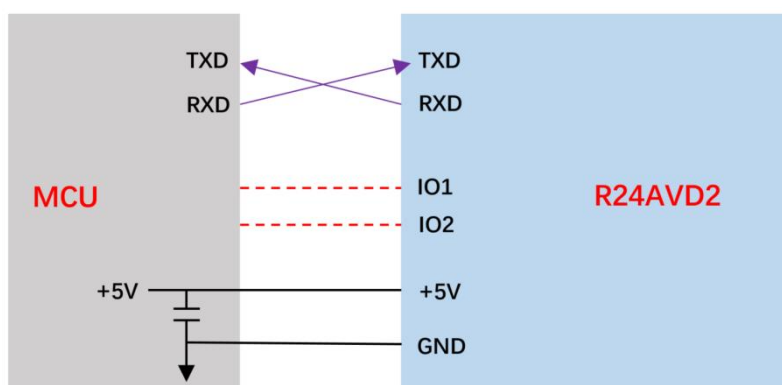 TXD TXD
RXD RXD
IO1
MCU R24AVD2
IO2
+5V +5V
GND